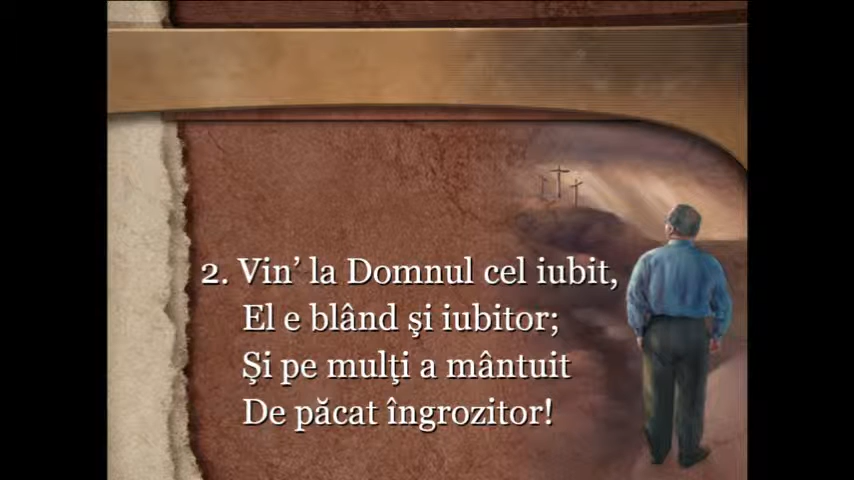 2. Vin’ la Domnul cel iubit,
El e blând şi iubitor;
Şi pe mulţi a mântuit
De păcat îngrozitor!